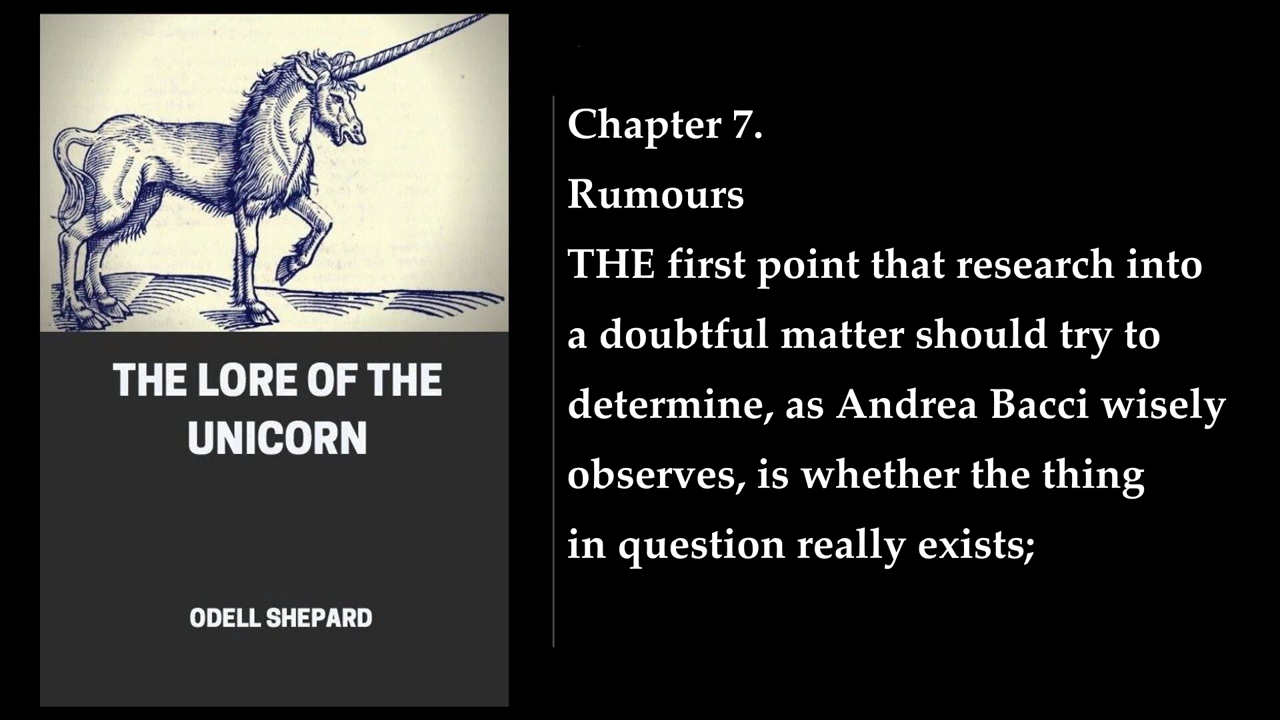 THE LORE OF THE
UNICORN
ODELL SHEPARD
Chapter 7.
Rumours
THE first point that research into
a doubtful matter should try to
determine, as Andrea Bacci wisely
observes, is whether the thing
in question really exists;